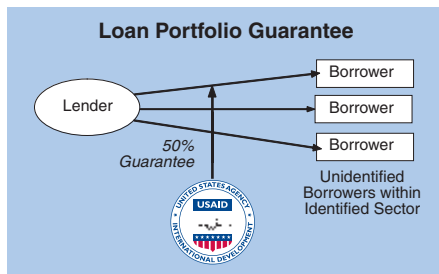 Loan Portfolio Guarantee
Lender
Borrower
Borrower
Borrower
50%
Guarantee
Unidentified
Borrowers within
Identified Sector
UNITED STATES AGENCY
USAID
INTERNATIONAL DEVELOPMENT